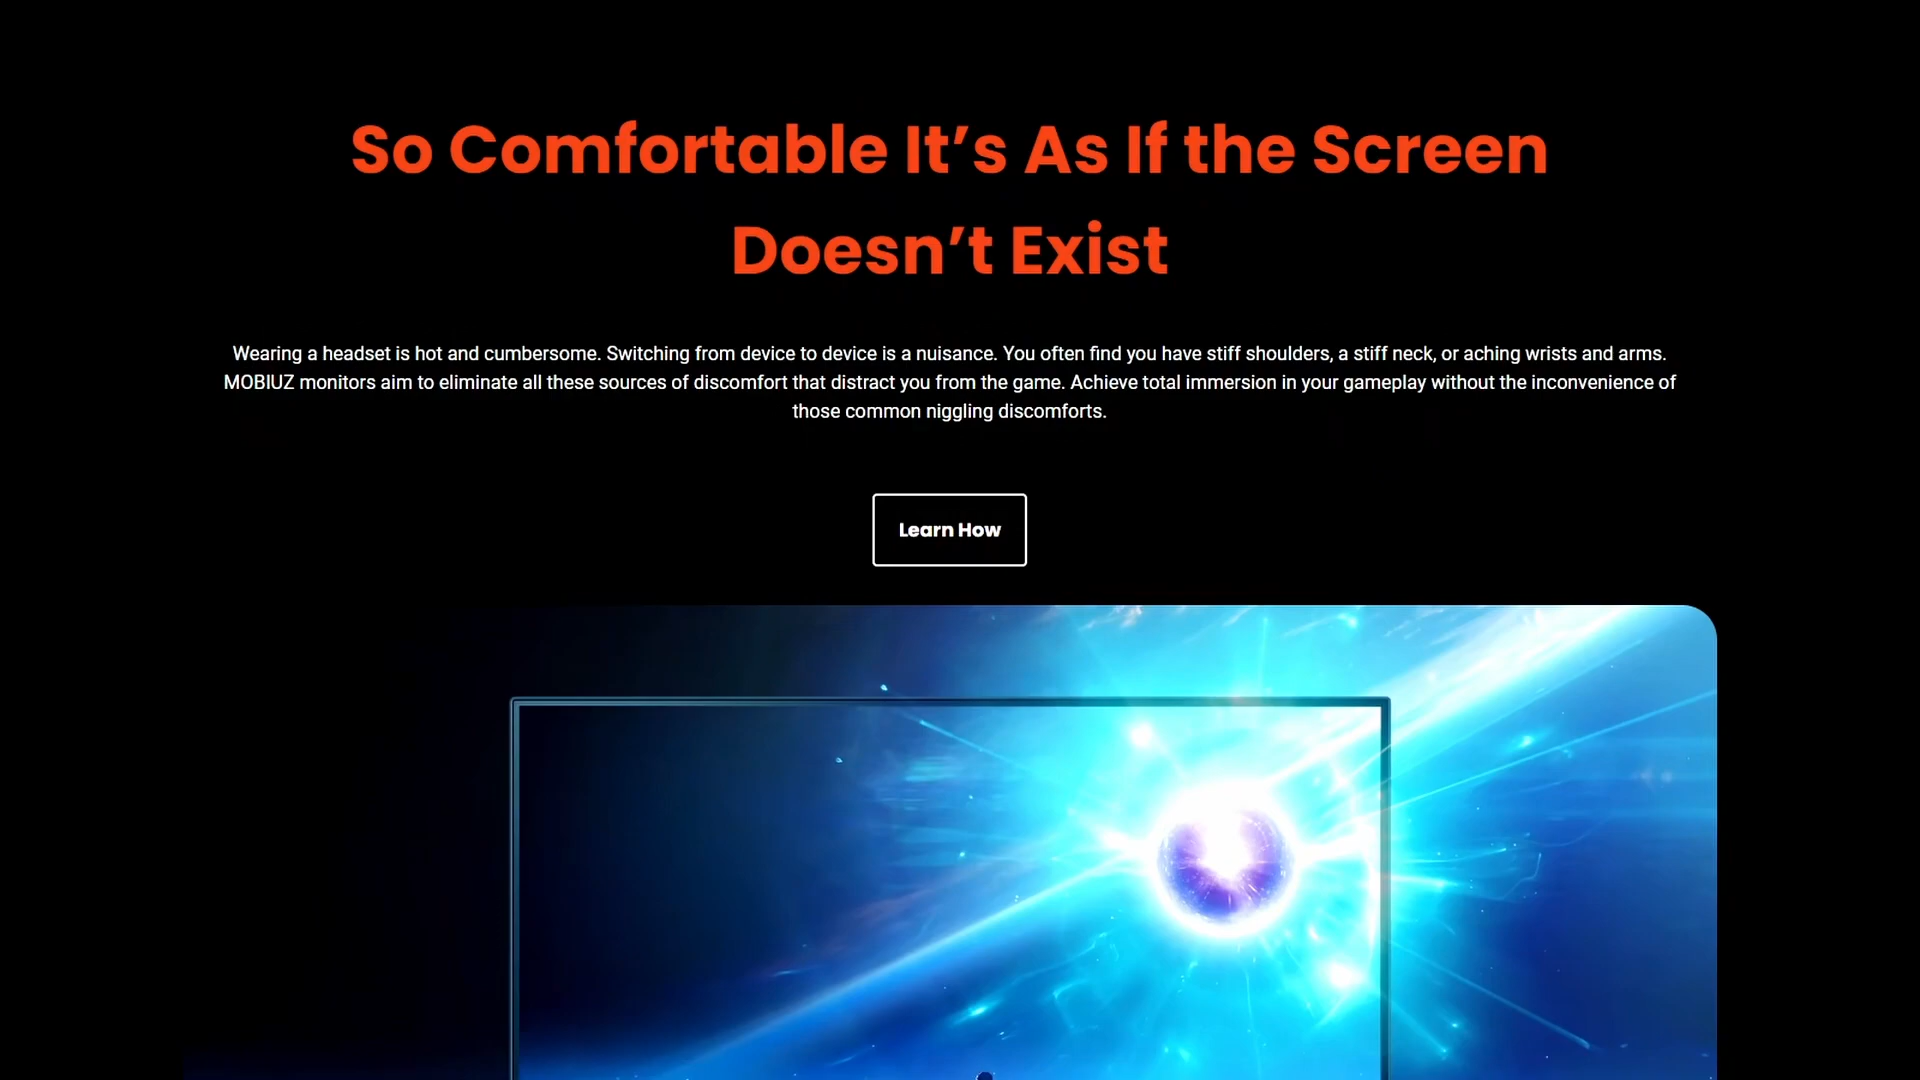 So Comfortable It’s As If the Screen
Doesn’t Exist
Wearing a headset is hot and cumbersome. Switching from device to device is a nuisance. You often find you have stiff shoulders, a stiff neck, or aching wrists and arms.
MOBIUZ monitors aim to eliminate all these sources of discomfort that distract you from the game. Achieve total immersion in your gameplay without the inconvenience of
those common niggling discomforts.
Learn How